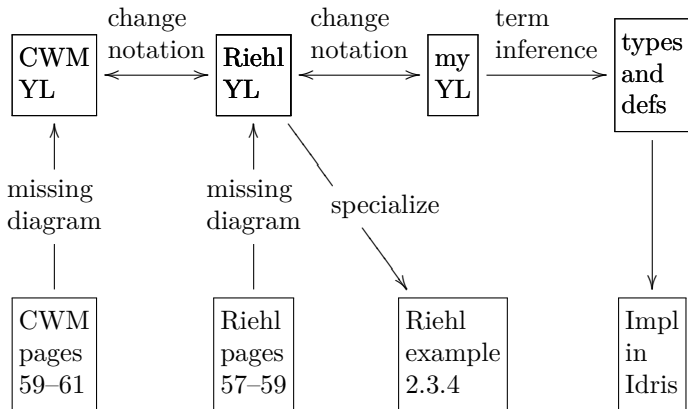 change
notation
change
notation
term
inference
CWM
YL
Riehl
YL
my
YL
types
and
defs
missing
diagram
missing
diagram
specialize
CWM
pages
59–61
Riehl
pages
57–59
Riehl
example
2.3.4
Impl
in
Idris